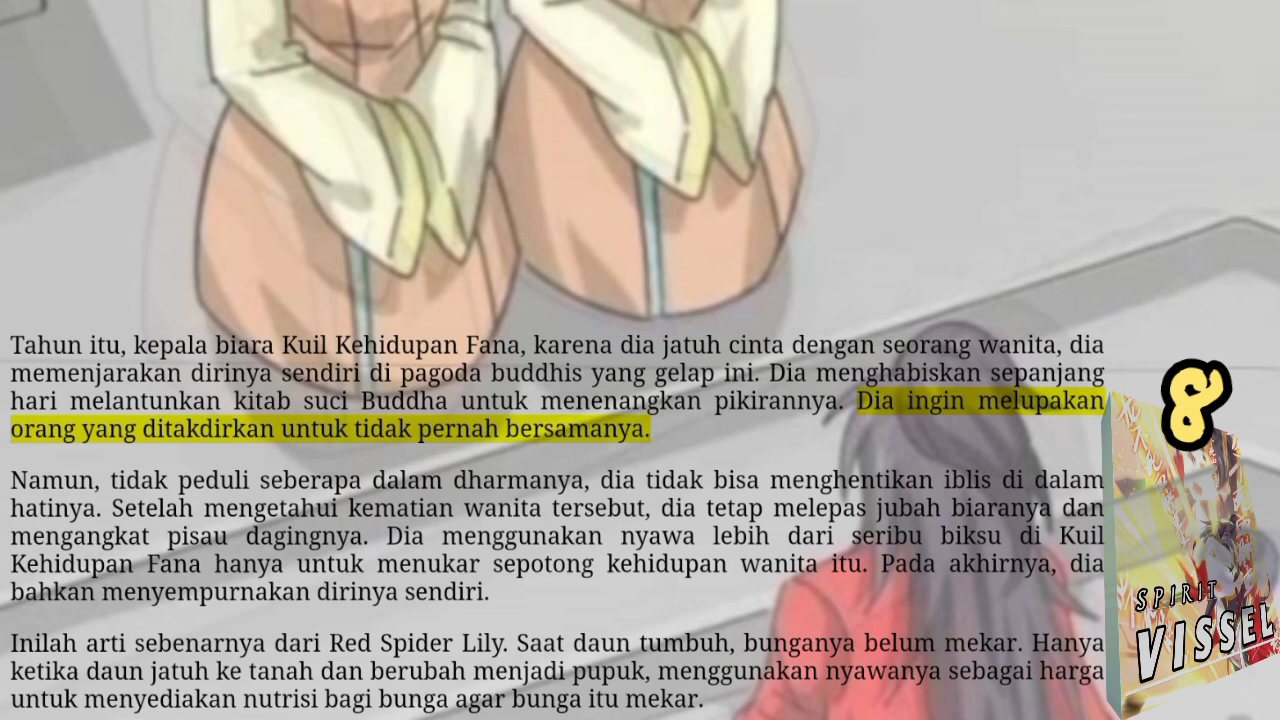 Tahun itu, kepala biara Kuil Kehidupan Fana, karena dia jatuh cinta dengan seorang wanita, dia
memenjarakan dirinya sendiri di pagoda buddhis yang gelap ini. Dia menghabiskan sepanjang
hari melantunkan kitab suci Buddha untuk menenangkan pikirannya. Dia ingin melupakan
orang yang ditakdirkan untuk tidak pernah bersamanya.
Namun, tidak peduli seberapa dalam dharmanya, dia tidak bisa menghentikan iblis di dalam
hatinya. Setelah mengetahui kematian wanita tersebut, dia tetap melepas jubah biaranya dan
mengangkat pisau dagingnya. Dia menggunakan nyawa lebih dari seribu biksu di Kuil
Kehidupan Fana hanya untuk menukar sepotong kehidupan wanita itu. Pada akhirnya, dia
bahkan menyempurnakan dirinya sendiri.
Inilah arti sebenarnya dari Red Spider Lily. Saat daun tumbuh, bunganya belum mekar. Hanya
ketika daun jatuh ke tanah dan berubah menjadi pupuk, menggunakan nyawanya sebagai harga
untuk menyediakan nutrisi bagi bunga agar bunga itu mekar.
8
SPIRIT
VISSEL